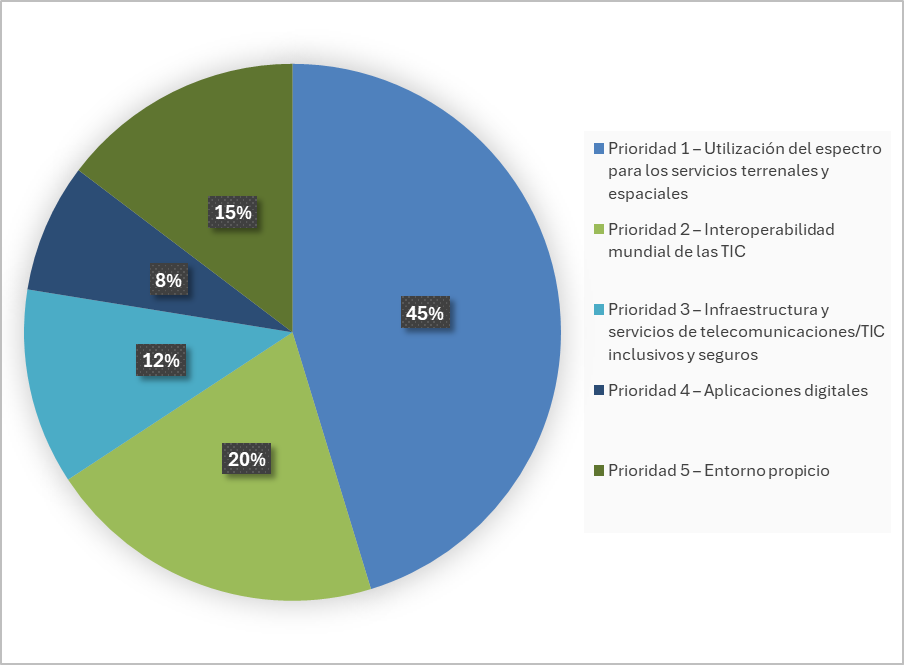 15%
8%
45%
12%
20%
Prioridad 1 – Utilización del espectro
para los servicios terrenales y
espaciales
Prioridad 2 – Interoperabilidad
mundial de las TIC
Prioridad 3 – Infraestructura y
servicios de telecomunicaciones/TIC
inclusivos y seguros
Prioridad 4 – Aplicaciones digitales
Prioridad 5 – Entorno propicio